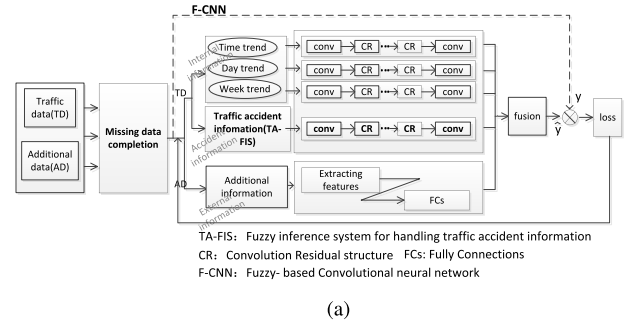 F-CNN
Time trend
conv CR CR conv
Day trend
conv CR CR conv
Week trend
conv CR CR conv
Internal information
TD
Traffic data(TD)
Additional data(AD)
Missing data completion
Traffic accident infomation(TA-FIS)
conv CR CR conv
Accident information
AD
Additional information
External information
Extracting features
FCs
fusion
ŷ
y
loss
TA-FIS: Fuzzy inference system for handling traffic accident information
CR: Convolution Residual structure FCs: Fully Connections
F-CNN: Fuzzy- based Convolutional neural network
(a)